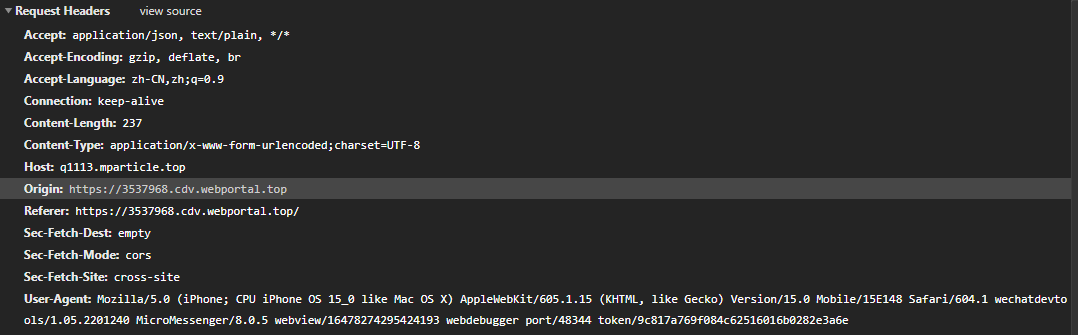 Request Headers view source
Accept: application/json, text/plain, */*
Accept-Encoding: gzip, deflate, br
Accept-Language: zh-CN,zh;q=0.9
Connection: keep-alive
Content-Length: 237
Content-Type: application/x-www-form-urlencoded;charset=UTF-8
Host: q1113.mparticle.top
Origin: https://3537968.cdv.webportal.top
Referer: https://3537968.cdv.webportal.top/
Sec-Fetch-Dest: empty
Sec-Fetch-Mode: cors
Sec-Fetch-Site: cross-site
User-Agent: Mozilla/5.0 (iPhone; CPU iPhone OS 15_0 like Mac OS X) AppleWebKit/605.1.15 (KHTML, like Gecko) Version/15.0 Mobile/15E148 Safari/604.1 wechatdevto
ols/1.05.2201240 MicroMessenger/8.0.5 webview/16478274295424193 webdebugger port/48344 token/9c817a769f084c62516016b0282e3a6e